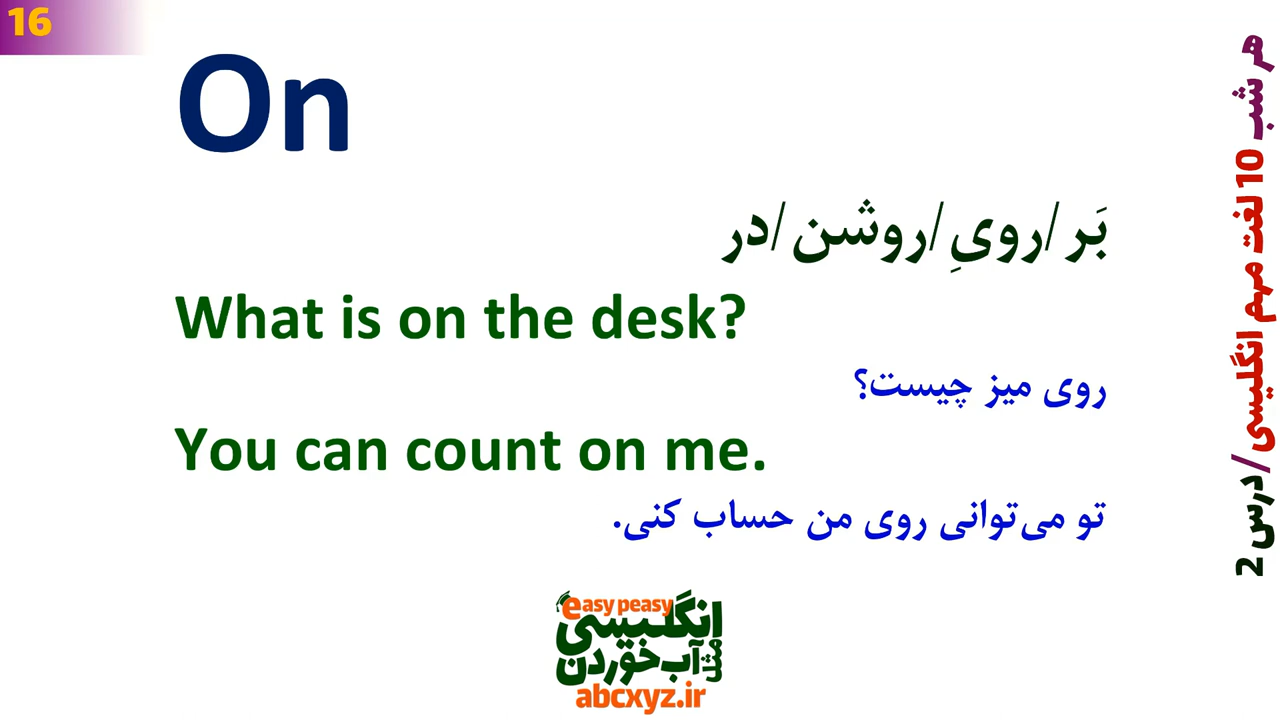 16
On
بَر/رویِ/روشن/در
What is on the desk?
روی میز چیست؟
You can count on me.
تو می‌توانی روی من حساب کنی.
هر شب 10 لغت مهم انگلیسی/درس 2
easy peasy
انگلیسی
مثل آب خوردن
abcxyz.ir